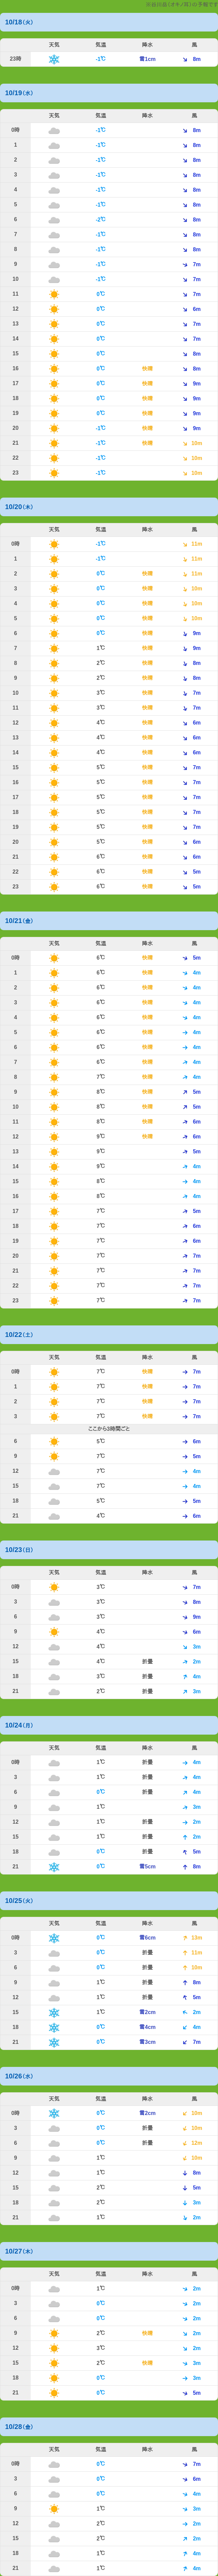 ※谷川岳（オキノ耳）の予報です
10/18(火)
天気 気温 降水 風
23時 -1℃ 雪1cm 8m
10/19(水)
天気 気温 降水 風
0時 -1℃ 8m
1 -1℃ 8m
2 -1℃ 8m
3 -1℃ 8m
4 -1℃ 8m
5 -1℃ 8m
6 -2℃ 8m
7 -1℃ 8m
8 -1℃ 8m
9 -1℃ 7m
10 -1℃ 7m
11 0℃ 7m
12 0℃ 6m
13 0℃ 7m
14 0℃ 7m
15 0℃ 8m
16 0℃ 快晴 8m
17 0℃ 快晴 9m
18 0℃ 快晴 9m
19 0℃ 快晴 9m
20 -1℃ 快晴 9m
21 -1℃ 快晴 10m
22 -1℃ 10m
23 -1℃ 10m
10/20(木)
天気 気温 降水 風
0時 -1℃ 11m
1 -1℃ 11m
2 0℃ 快晴 11m
3 0℃ 快晴 10m
4 0℃ 快晴 10m
5 0℃ 快晴 10m
6 0℃ 快晴 9m
7 1℃ 快晴 9m
8 2℃ 快晴 8m
9 2℃ 快晴 8m
10 3℃ 快晴 7m
11 3℃ 快晴 7m
12 4℃ 快晴 6m
13 4℃ 快晴 6m
14 4℃ 快晴 6m
15 5℃ 快晴 7m
16 5℃ 快晴 7m
17 5℃ 快晴 7m
18 5℃ 快晴 7m
19 5℃ 快晴 7m
20 5℃ 快晴 6m
21 6℃ 快晴 6m
22 6℃ 快晴 5m
23 6℃ 快晴 5m
10/21(金)
天気 気温 降水 風
0時 6℃ 快晴 5m
1 6℃ 快晴 4m
2 6℃ 快晴 4m
3 6℃ 快晴 4m
4 6℃ 快晴 4m
5 6℃ 快晴 4m
6 6℃ 快晴 4m
7 6℃ 快晴 4m
8 7℃ 快晴 4m
9 8℃ 快晴 5m
10 8℃ 快晴 5m
11 8℃ 快晴 6m
12 9℃ 快晴 6m
13 9℃ 5m
14 9℃ 4m
15 8℃ 4m
16 8℃ 4m
17 7℃ 5m
18 7℃ 6m
19 7℃ 6m
20 7℃ 7m
21 7℃ 7m
22 7℃ 7m
23 7℃ 7m
10/22(土)
天気 気温 降水 風
0時 7℃ 快晴 7m
1 7℃ 快晴 7m
2 7℃ 快晴 7m
3 7℃ 快晴 7m
ここから3時間ごと
6 5℃ 6m
9 7℃ 5m
12 7℃ 4m
15 7℃ 4m
18 5℃ 5m
21 4℃ 6m
10/23(日)
天気 気温 降水 風
0時 3℃ 7m
3 3℃ 8m
6 3℃ 9m
9 4℃ 6m
12 4℃ 3m
15 4℃ 折畳 2m
18 3℃ 折畳 4m
21 2℃ 折畳 3m
10/24(月)
天気 気温 降水 風
0時 1℃ 折畳 4m
3 1℃ 折畳 4m
6 0℃ 折畳 4m
9 1℃ 3m
12 1℃ 折畳 2m
15 1℃ 折畳 2m
18 0℃ 折畳 5m
21 0℃ 雪5cm 8m
10/25(火)
天気 気温 降水 風
0時 0℃ 雪6cm 13m
3 0℃ 折畳 11m
6 0℃ 折畳 10m
9 1℃ 折畳 8m
12 1℃ 折畳 5m
15 1℃ 雪2cm 2m
18 0℃ 雪4cm 4m
21 0℃ 雪3cm 7m
10/26(水)
天気 気温 降水 風
0時 0℃ 雪2cm 10m
3 0℃ 折畳 10m
6 0℃ 折畳 12m
9 1℃ 10m
12 1℃ 8m
15 2℃ 5m
18 2℃ 3m
21 1℃ 2m
10/27(木)
天気 気温 降水 風
0時 1℃ 2m
3 0℃ 2m
6 0℃ 2m
9 2℃ 快晴 2m
12 3℃ 2m
15 2℃ 快晴 3m
18 0℃ 3m
21 0℃ 5m
10/28(金)
天気 気温 降水 風
0時 0℃ 7m
3 0℃ 6m
6 0℃ 4m
9 1℃ 3m
12 2℃ 2m
15 2℃ 2m
18 1℃ 4m
21 1℃ 4m